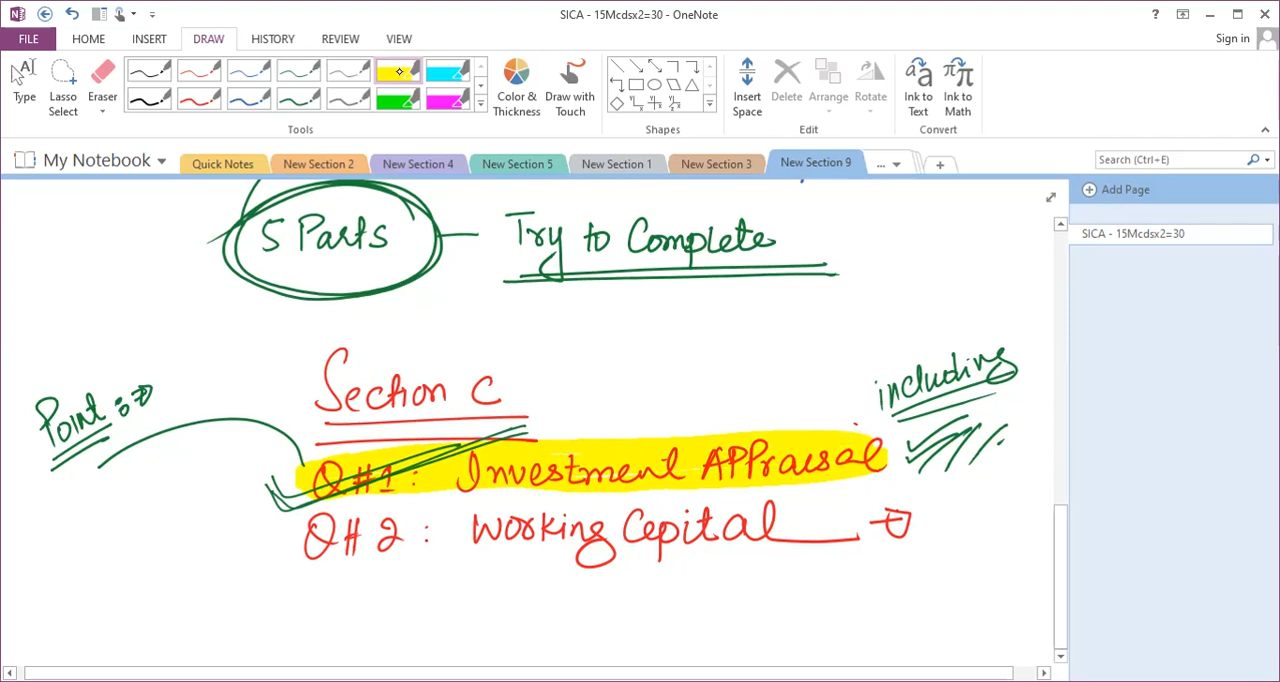 SICA - 15Mcdsx2=30 - OneNote
FILE HOME INSERT DRAW HISTORY REVIEW VIEW
Sign in
Type Lasso Select Eraser
Color & Thickness Draw with Touch
Insert Space Delete Arrange Rotate
Ink to Text Ink to Math
Tools Shapes Edit Convert
My Notebook Quick Notes New Section 2 New Section 4 New Section 5 New Section 1 New Section 3 New Section 9 ...
Search (Ctrl+E)
Add Page
SICA - 15Mcdsx2=30
5 Parts Try to Complete
Section C
including
Point :
Q#1: Investment Appraisal
Q#2: Working Cepital